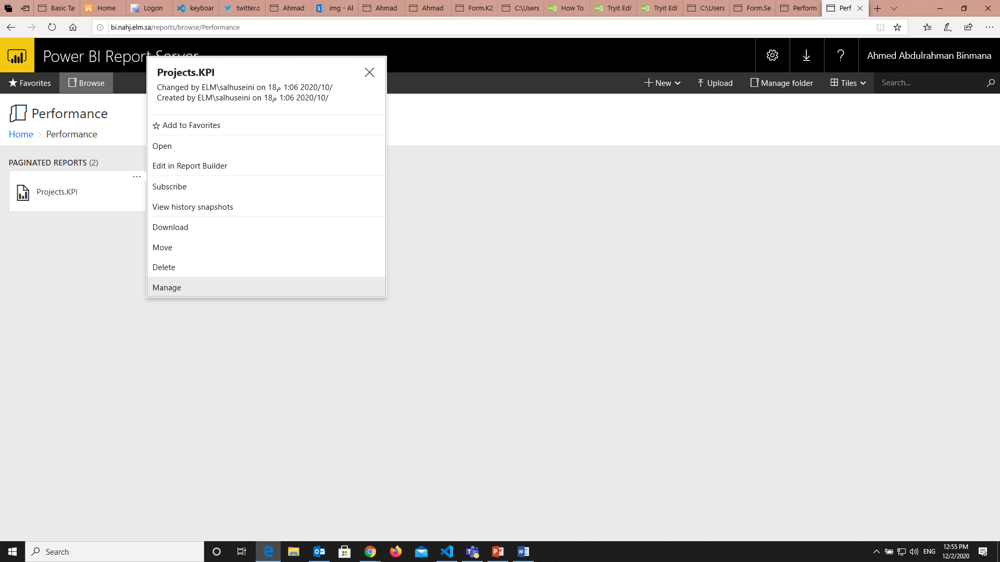 Basic Tas
Home
Logon
keyboar
twitter.c
Ahmad
img - Al
Ahmad
Ahmad
Form.K2
C:\Users
How To
Tryit Edi
Tryit Edi
C:\Users
Form.Se
Perform
Perf
bi.nahj.elm.sa/reports/browse/Performance
Power BI Report Server
Ahmed Abdulrahman Binmana
Favorites
Browse
New
Upload
Manage folder
Tiles
Search...
Performance
Home > Performance
PAGINATED REPORTS (2)
Projects.KPI
Projects.KPI
Changed by ELM\salhuseini on 18م 1:06 2020/10/
Created by ELM\salhuseini on 18م 1:06 2020/10/
Add to Favorites
Open
Edit in Report Builder
Subscribe
View history snapshots
Download
Move
Delete
Manage
Search
ENG
12:55 PM
12/2/2020